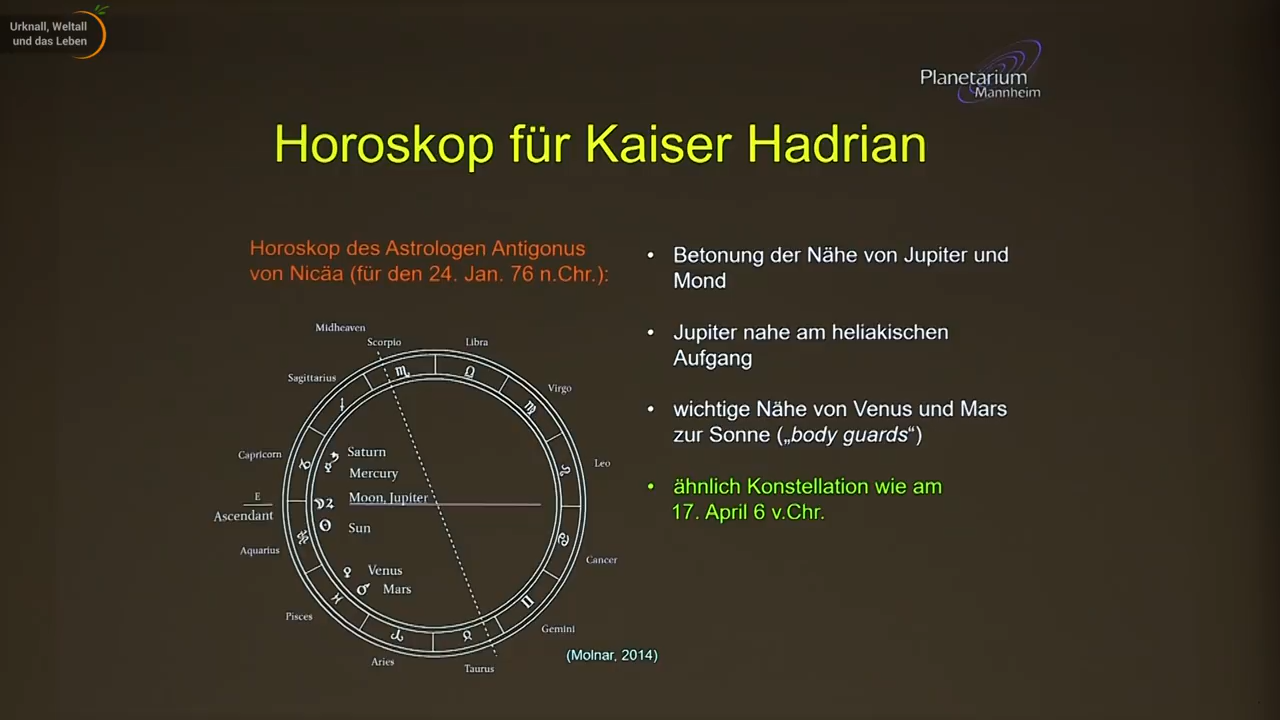 Urknall, Weltall
und das Leben
Planetarium
Mannheim
Horoskop für Kaiser Hadrian
Horoskop des Astrologen Antigonus
von Nicäa (für den 24. Jan. 76 n.Chr.):
Midheaven
Scorpio
Libra
Sagittarius
Virgo
Capricorn
Saturn
Leo
Mercury
E
Moon, Jupiter
Ascendant
Sun
Aquarius
Cancer
Venus
Mars
Pisces
Gemini
Aries
Taurus
(Molnar, 2014)
• Betonung der Nähe von Jupiter und
Mond
• Jupiter nahe am heliakischen
Aufgang
• wichtige Nähe von Venus und Mars
zur Sonne („body guards“)
• ähnlich Konstellation wie am
17. April 6 v.Chr.